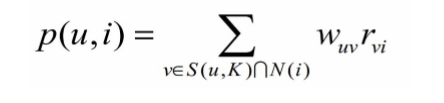 p(u,i) = ∑_{v∈S(u,K)⋂N(i)} w_{uv}r_{vi}